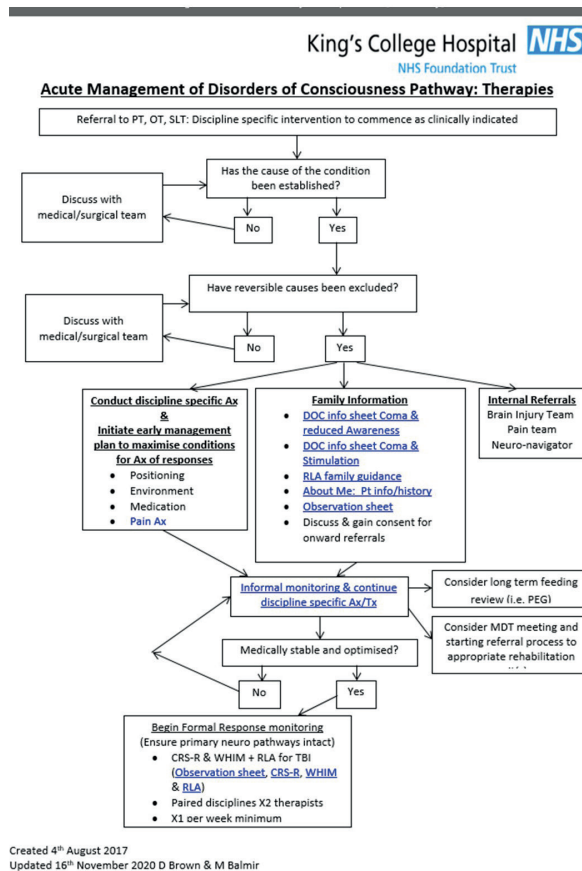 King's College Hospital NHS
NHS Foundation Trust
Acute Management of Disorders of Consciousness Pathway: Therapies
Referral to PT, OT, SLT: Discipline specific intervention to commence as clinically indicated
Has the cause of the condition
been established?
Discuss with
medical/surgical team
No
Yes
Have reversible causes been excluded?
Discuss with
medical/surgical team
No
Yes
Conduct discipline specific Ax
&
Initiate early management
plan to maximise conditions
for Ax of responses
• Positioning
• Environment
• Medication
• Pain Ax
Family Information
• DOC info sheet Coma &
reduced Awareness
• DOC info sheet Coma &
Stimulation
• RLA family guidance
• About Me: Pt info/history
• Observation sheet
• Discuss & gain consent for
onward referrals
Internal Referrals
Brain Injury Team
Pain team
Neuro-navigator
Informal monitoring & continue
discipline specific Ax/Tx
Consider long term feeding
review (i.e. PEG)
Consider MDT meeting and
starting referral process to
appropriate rehabilitation
Medically stable and optimised?
No
Yes
Begin Formal Response monitoring
(Ensure primary neuro pathways intact)
• CRS-R & WHIM + RLA for TBI
(Observation sheet, CRS-R, WHIM
& RLA)
• Paired disciplines X2 therapists
• X1 per week minimum
Created 4th August 2017
Updated 16th November 2020 D Brown & M Balmir